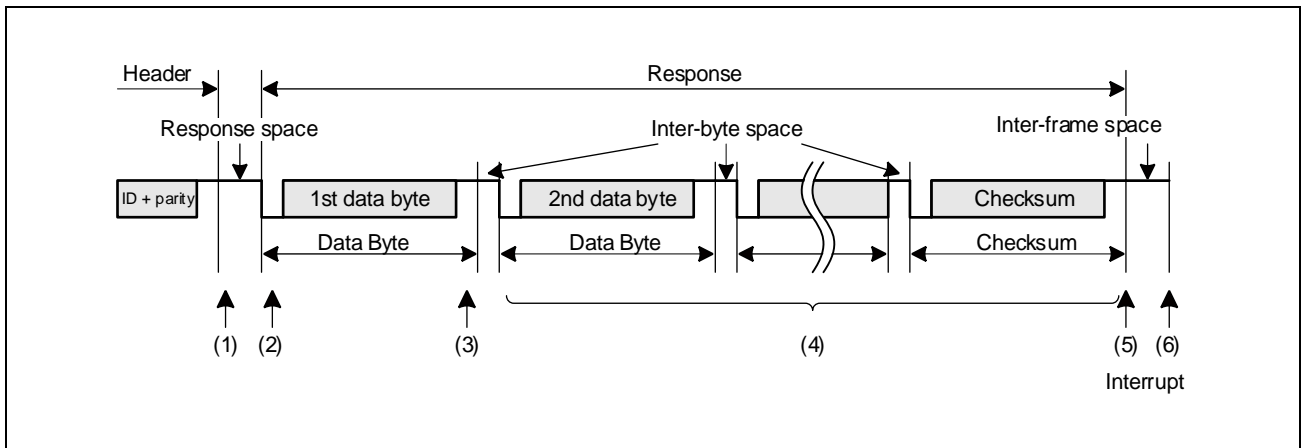 Header
Response
Response space
Inter-byte space
Inter-frame space
ID + parity
1st data byte
2nd data byte
Checksum
Data Byte
Data Byte
Checksum
(1)
(2)
(3)
(4)
(5)
(6)
Interrupt